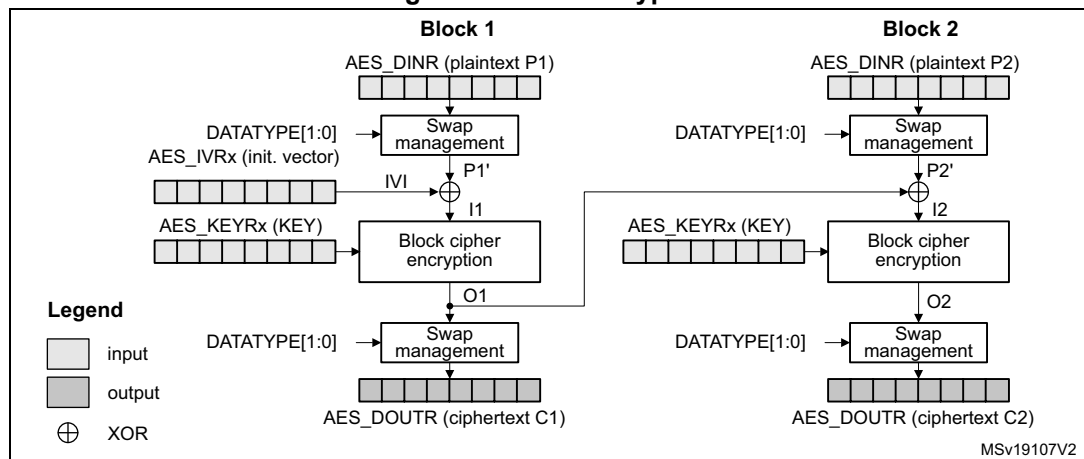 Block 1
Block 2
AES_DINR (plaintext P1)
AES_DINR (plaintext P2)
DATATYPE[1:0]
Swap
management
DATATYPE[1:0]
Swap
management
AES_IVRx (init. vector)
P1'
P2'
IVI
I1
I2
AES_KEYRx (KEY)
Block cipher
encryption
AES_KEYRx (KEY)
Block cipher
encryption
O1
O2
Legend
input
output
XOR
DATATYPE[1:0]
Swap
management
DATATYPE[1:0]
Swap
management
AES_DOUTR (ciphertext C1)
AES_DOUTR (ciphertext C2)
MSv19107V2